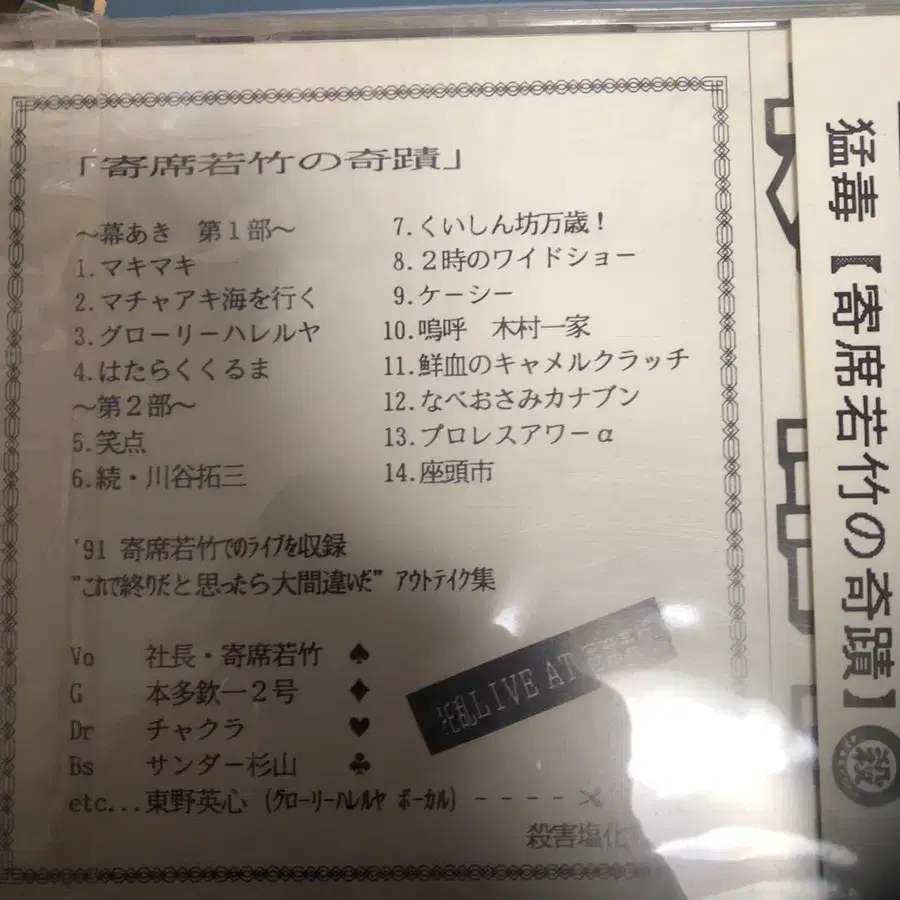 「寄席若竹の奇蹟」
～幕あき 第1部～
1.マキマキ
2.マチャアキ海を行く
3.グローリーハレルヤ
4.はたらくくるま
～第2部～
5.笑点
6.続・川谷拓三
7.くいしん坊万歳！
8.2時のワイドショー
9.ケーシー
10.嗚呼 木村一家
11.鮮血のキャメルクラッチ
12.なべおさみカナブン
13.プロレスアワーα
14.座頭市
'91 寄席若竹でのライブを収録
"これで終りだと思ったら大間違いだ" アウトテイク集
Vo 社長・寄席若竹 ♠
G 本多欽一2号 ♦
Dr チャクラ ♥
Bs サンダー杉山 ♣
etc...東野英心 (グローリーハレルヤ ボーカル) - - - - ×
殺害塩化
狂乱LIVE AT
猛毒【寄席若竹の奇蹟】
殺